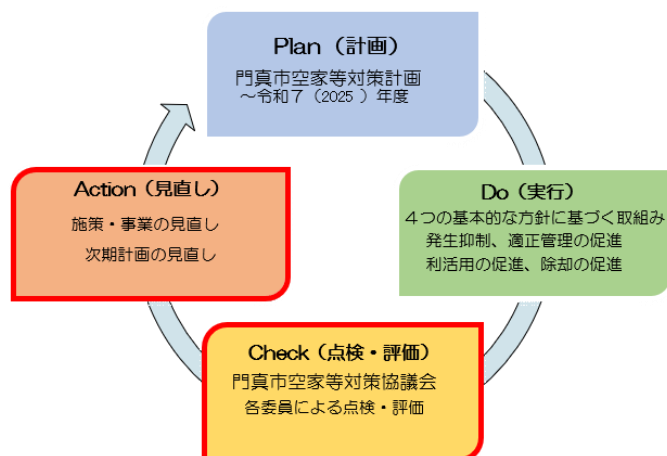 Plan（計画）
門真市空家等対策計画
～令和７（2025 ）年度
Do（実行）
４つの基本的な方針に基づく取組み
発生抑制、適正管理の促進
利活用の促進、除却の促進
Check（点検・評価）
門真市空家等対策協議会
各委員による点検・評価
Action（見直し）
施策・事業の見直し
次期計画の見直し